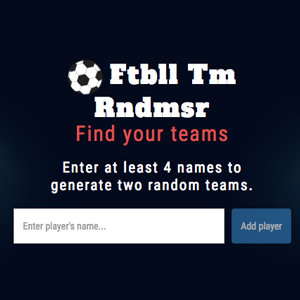 Ftbll Tm
Rndmsr
Find your teams
Enter at least 4 names to
generate two random teams.
Enter player's name...
Add player